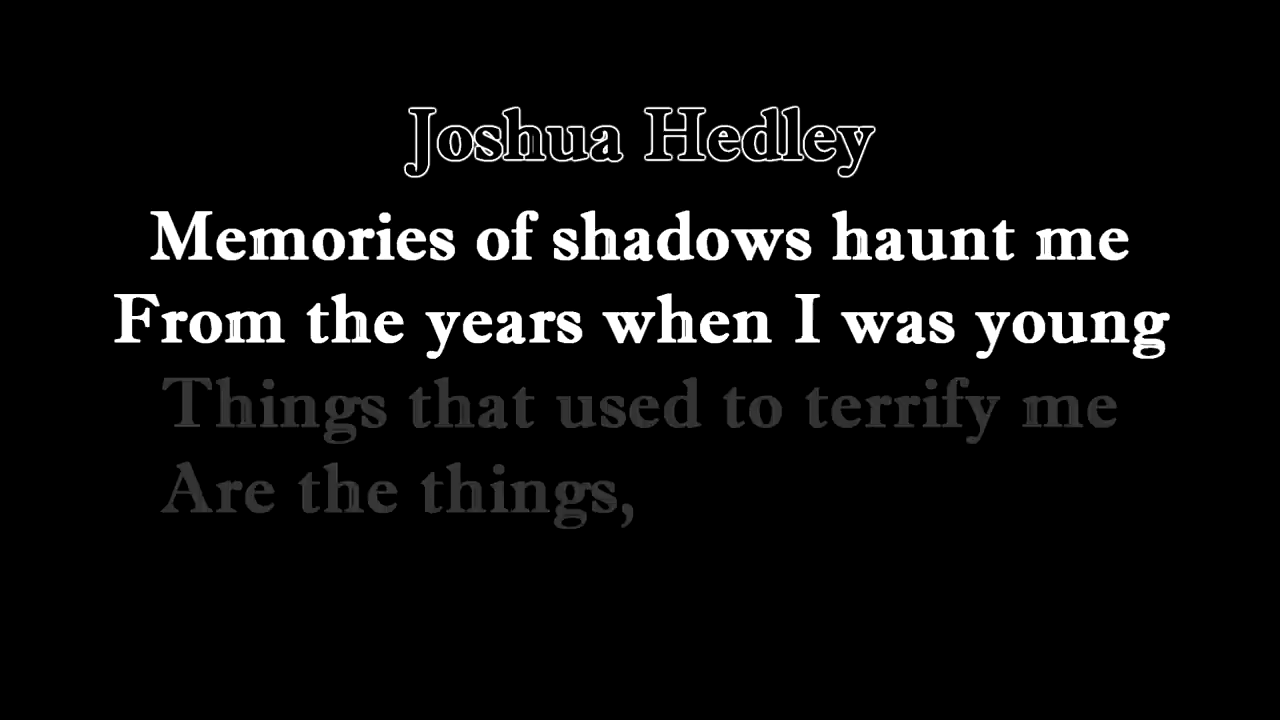 Joshua Hedley
Memories of shadows haunt me
From the years when I was young
Things that used to terrify me
Are the things,